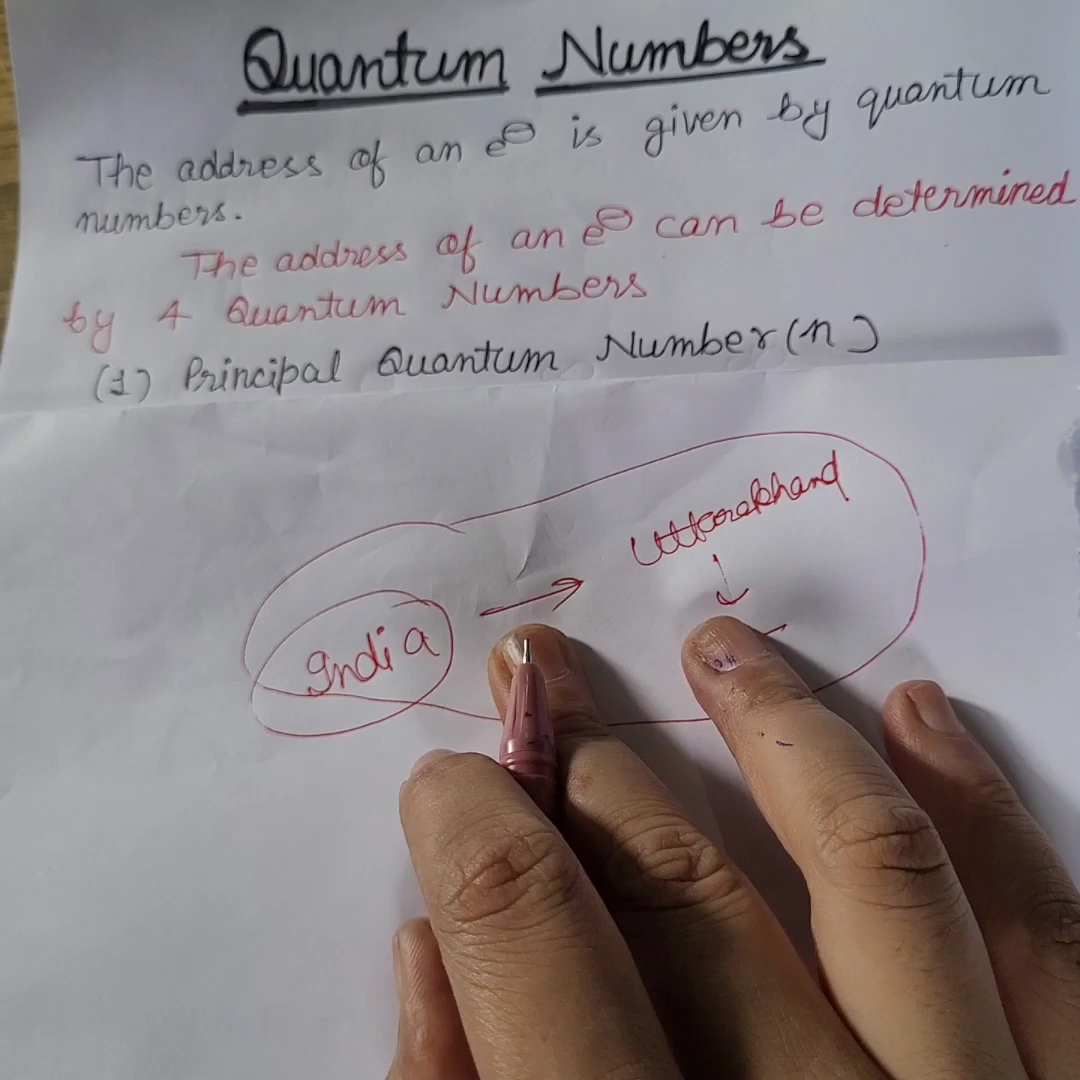 Quantum Numbers
The address of an e⊖ is given by quantum
numbers.
The address of an e⊖ can be determined
by 4 Quantum Numbers
(1) Principal Quantum Number (n)
Uttarakhand
India